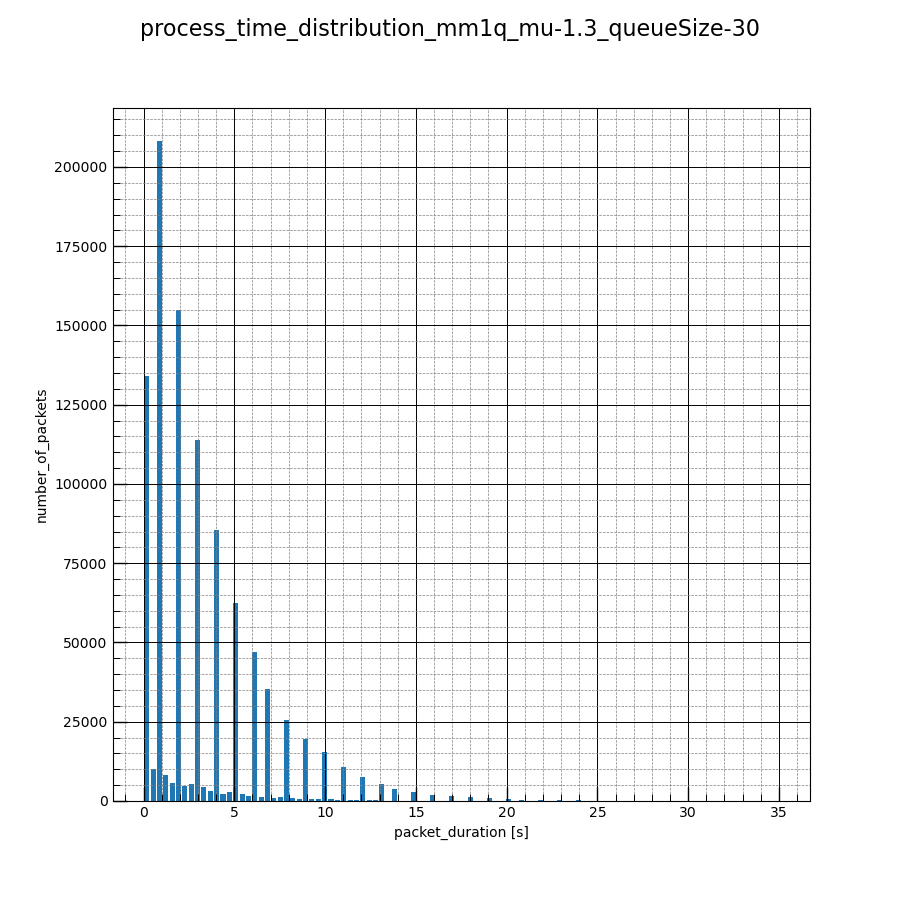 process_time_distribution_mm1q_mu-1.3_queueSize-30
200000
175000
150000
125000
100000
75000
50000
25000
0
number_of_packets
0 5 10 15 20 25 30 35
packet_duration [s]